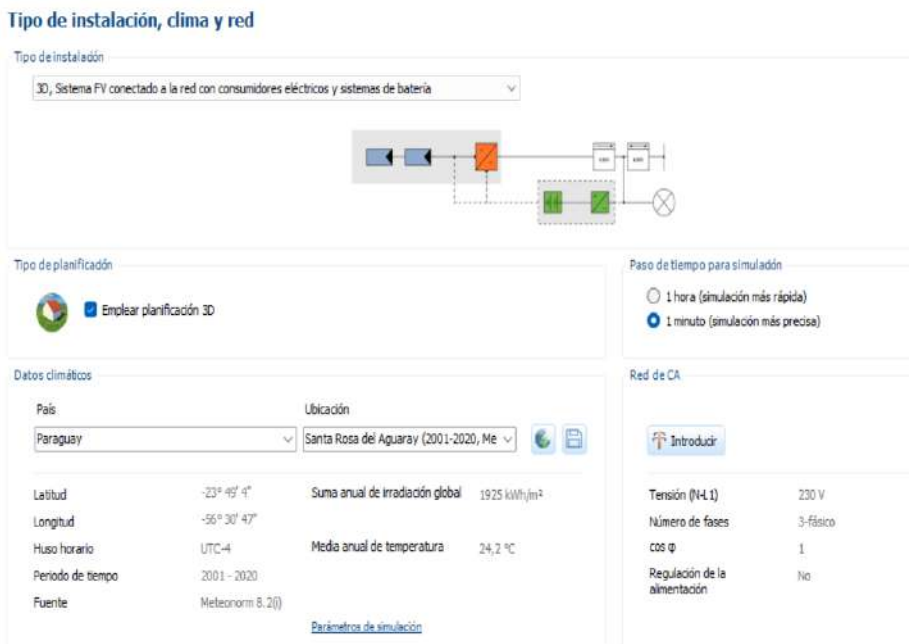 Tipo de instalación, clima y red
Tipo de instalación
3D, Sistema FV conectado a la red con consumidores eléctricos y sistemas de batería
Tipo de planificación
Emplear planificación 3D
Paso de tiempo para simulación
1 hora (simulación más rápida)
1 minuto (simulación más precisa)
Datos climáticos
País
Ubicación
Paraguay
Santa Rosa del Aguaray (2001-2020, Me
Latitud
-23° 49' 4"
Suma anual de irradiación global
1925 kWh/m²
Longitud
-56° 30' 47"
Huso horario
UTC-4
Media anual de temperatura
24,2 °C
Periodo de tiempo
2001 - 2020
Fuente
Meteonorm 8.2(i)
Parámetros de simulación
Red de CA
Introducir
Tensión (N-L1)
230 V
Número de fases
3-fásico
cos φ
1
Regulación de la
alimentación
No